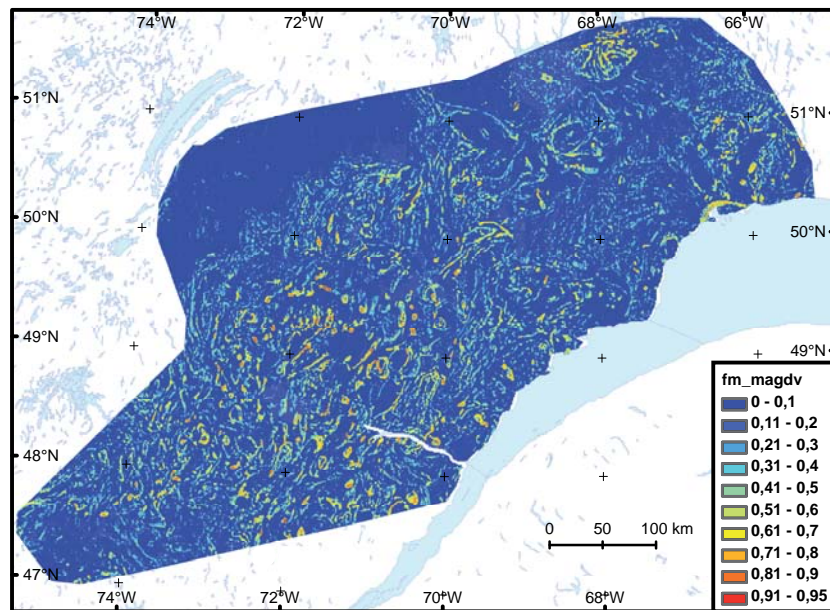 74°W 72°W 70°W 68°W 66°W
51°N
51°N
50°N
50°N
49°N
49°N
48°N
47°N
fm_magdv
0 - 0,1
0,11 - 0,2
0,21 - 0,3
0,31 - 0,4
0,41 - 0,5
0,51 - 0,6
0,61 - 0,7
0,71 - 0,8
0,81 - 0,9
0,91 - 0,95
0 50 100 km
74°W 72°W 70°W 68°W